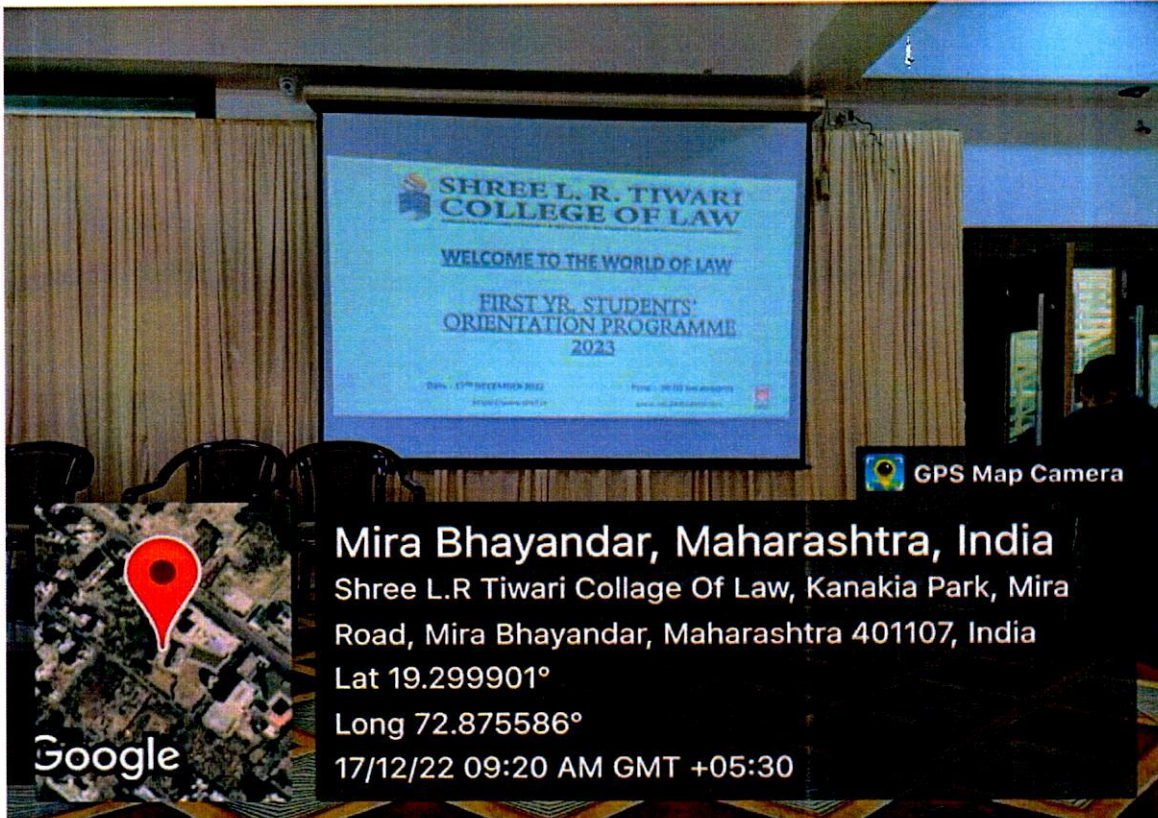 SHREE L. R. TIWARI
COLLEGE OF LAW
WELCOME TO THE WORLD OF LAW
FIRST YR. STUDENTS'
ORIENTATION PROGRAMME
2023
DECEMBER 2022
GPS Map Camera
Mira Bhayandar, Maharashtra, India
Shree L.R Tiwari Collage Of Law, Kanakia Park, Mira
Road, Mira Bhayandar, Maharashtra 401107, India
Lat 19.299901°
Long 72.875586°
17/12/22 09:20 AM GMT +05:30
Google